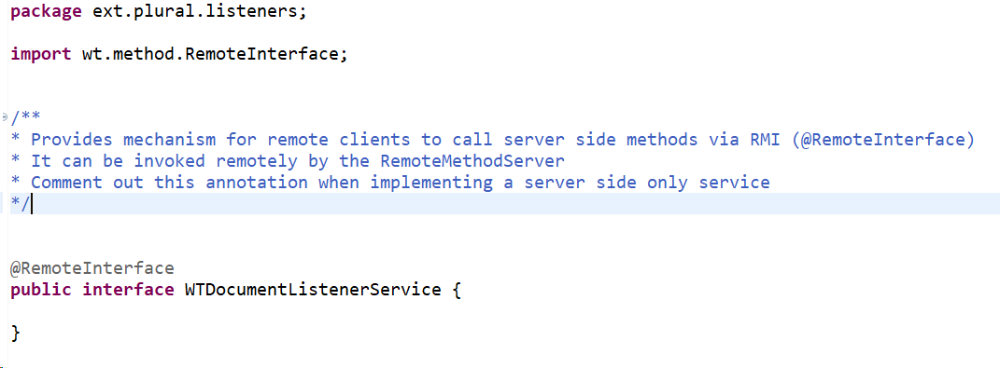 package ext.plural.listeners;
import wt.method.RemoteInterface;
/**
* Provides mechanism for remote clients to call server side methods via RMI (@RemoteInterface)
* It can be invoked remotely by the RemoteMethodServer
* Comment out this annotation when implementing a server side only service
*/
@RemoteInterface
public interface WTDocumentListenerService {
}